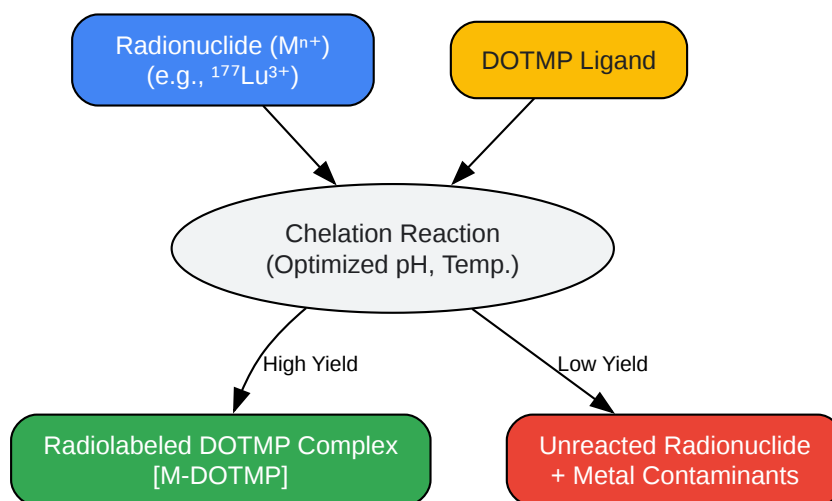 Radionuclide (Mⁿ⁺)
(e.g., ¹⁷⁷Lu³⁺)
DOTMP Ligand
Chelation Reaction
(Optimized pH, Temp.)
High Yield
Low Yield
Radiolabeled DOTMP Complex
[M-DOTMP]
Unreacted Radionuclide
+ Metal Contaminants